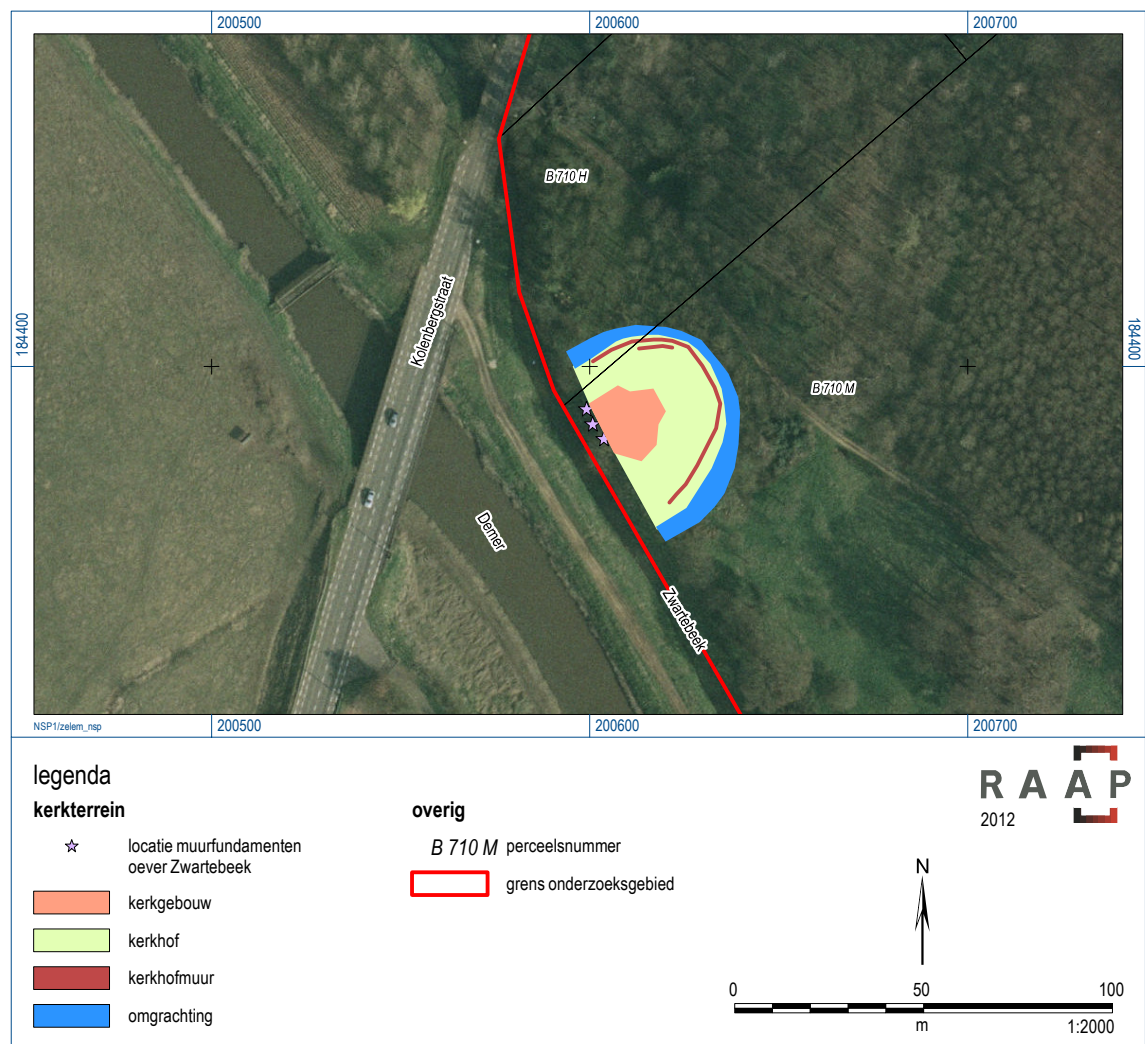 200500
200600
200700
B 710 H
184400
184400
Kolenbergstraat
B 710 M
Demer
Zwartebeek
NSP1/zelem_nsp
200500
200600
200700
legenda
kerkterrein
locatie muurfundamenten
oever Zwartebeek
kerkgebouw
kerkhof
kerkhofmuur
omgrachting
overig
B 710 M perceelsnummer
grens onderzoeksgebied
RAAP
2012
N
0 50 100
m 1:2000